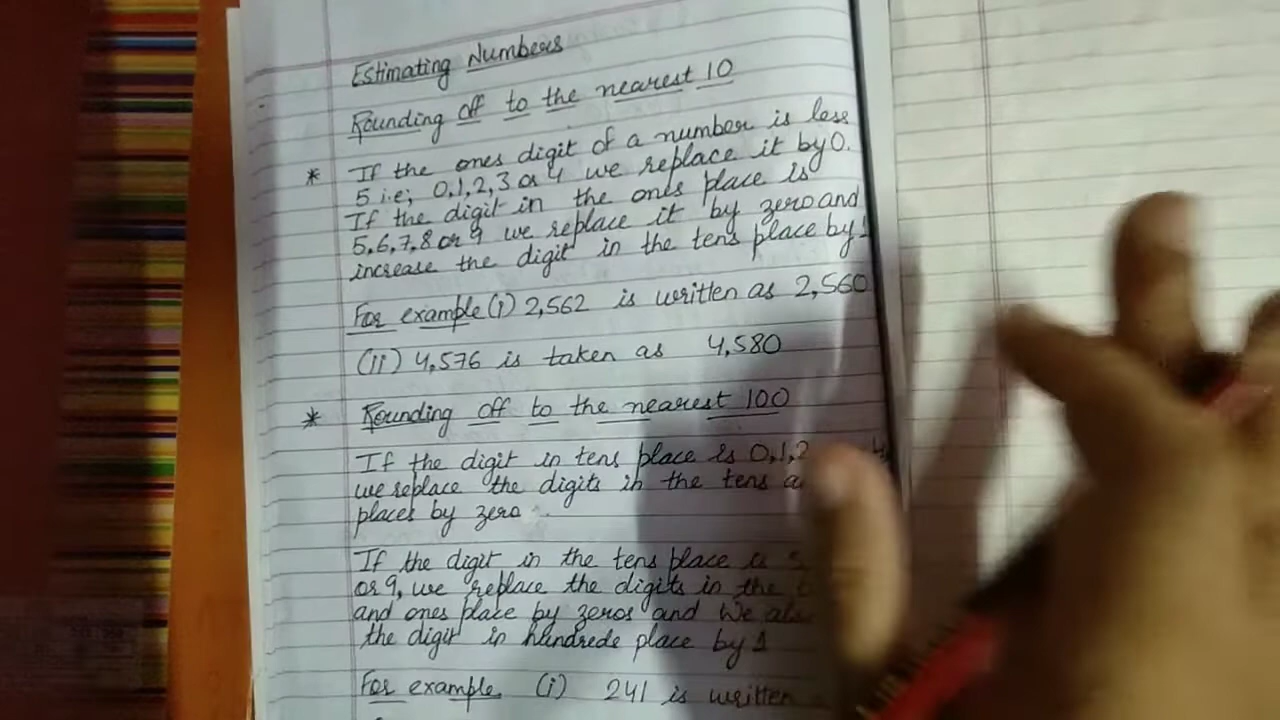 Estimating Numbers
Rounding off to the nearest 10
* If the ones digit of a number is less
5 i.e; 0,1,2,3 or 4 we replace it by 0.
If the digit in the ones place is
5,6,7,8 or 9 we replace it by zero and
increase the digit in the tens place by 1
For example (i) 2,562 is written as 2,560
(ii) 4,576 is taken as 4,580
* Rounding off to the nearest 100
If the digit in tens place is 0,1,2
we replace the digits in the tens
places by zero
If the digit in the tens place is
or 9, we replace the digits in the
and ones place by zeros and We
the digit in hundreds place by 1
For example (i) 241 is written